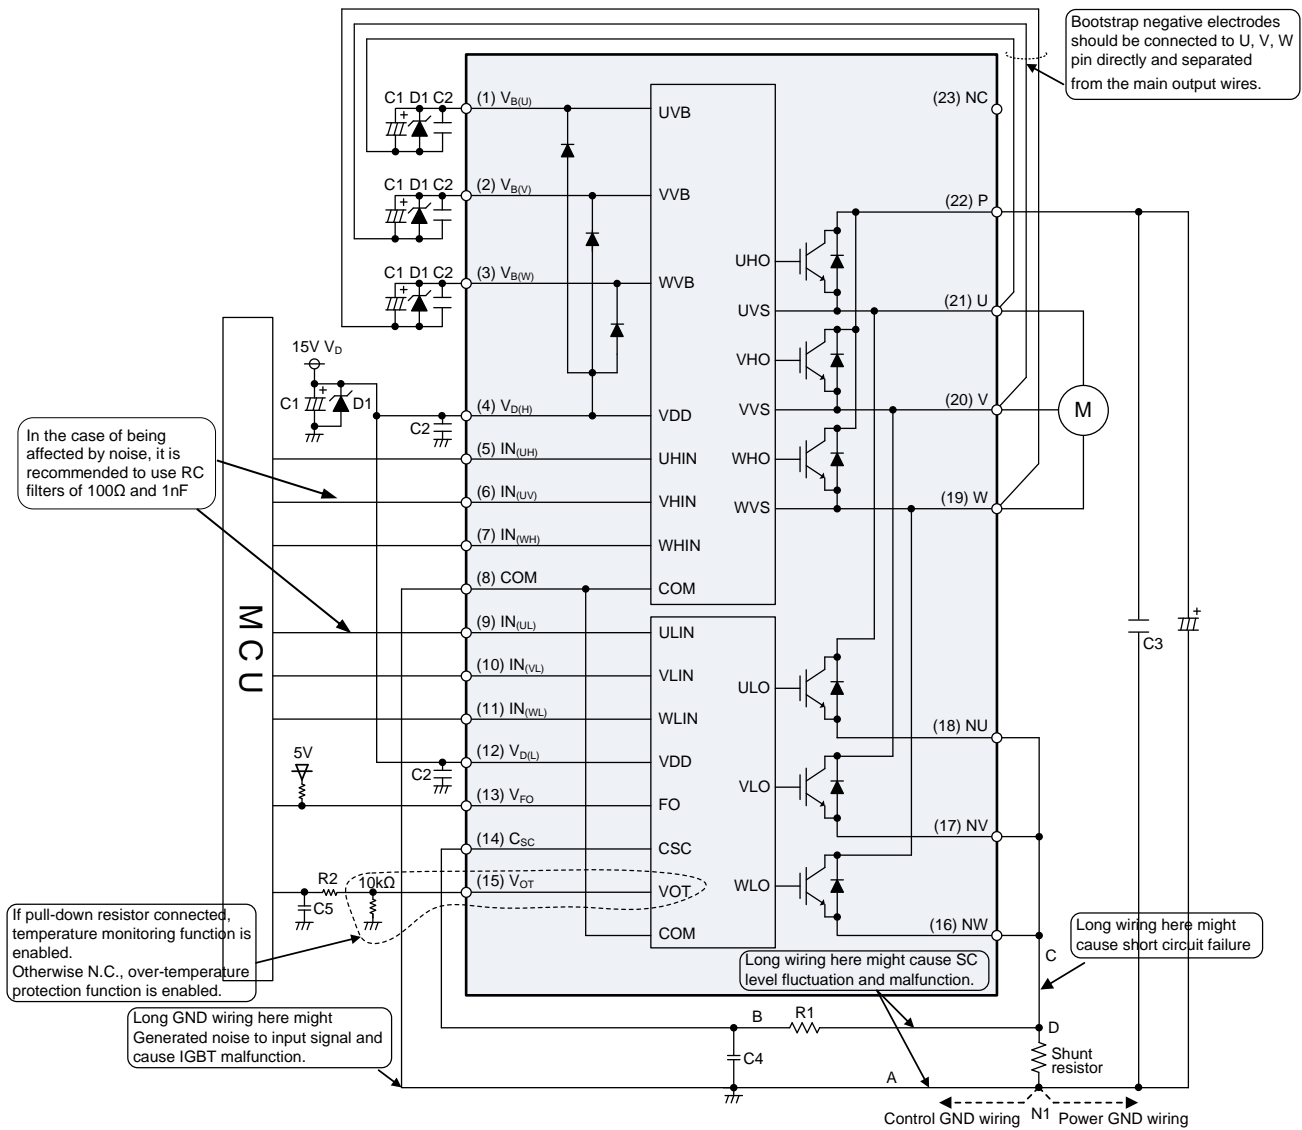 Bootstrap negative electrodes
should be connected to U, V, W
pin directly and separated
from the main output wires.
C1 D1 C2
+
(1) VB(U)
UVB
(23) NC
C1 D1 C2
+
(2) VB(V)
VVB
(22) P
C1 D1 C2
+
(3) VB(W)
WVB
UHO
UVS
(21) U
15V VD
VHO
C1
+
D1
C2
(4) VD(H)
VDD
VVS
(20) V
M
In the case of being
affected by noise, it is
recommended to use RC
filters of 100Ω and 1nF
(5) IN(UH)
UHIN
WHO
(6) IN(UV)
VHIN
WVS
(19) W
(7) IN(WH)
WHIN
(8) COM
COM
MCU
(9) IN(UL)
ULIN
C3
+
(10) IN(VL)
VLIN
ULO
(11) IN(WL)
WLIN
(18) NU
5V
C2
(12) VD(L)
VDD
VLO
(13) VFO
FO
(17) NV
(14) CSC
CSC
R2
10kΩ
C5
(15) VOT
VOT
WLO
COM
(16) NW
If pull-down resistor connected,
temperature monitoring function is
enabled.
Otherwise N.C., over-temperature
protection function is enabled.
Long wiring here might
cause short circuit failure
C
Long wiring here might cause SC
level fluctuation and malfunction.
Long GND wiring here might
Generated noise to input signal and
cause IGBT malfunction.
B
R1
D
C4
Shunt
resistor
A
Control GND wiring
N1
Power GND wiring